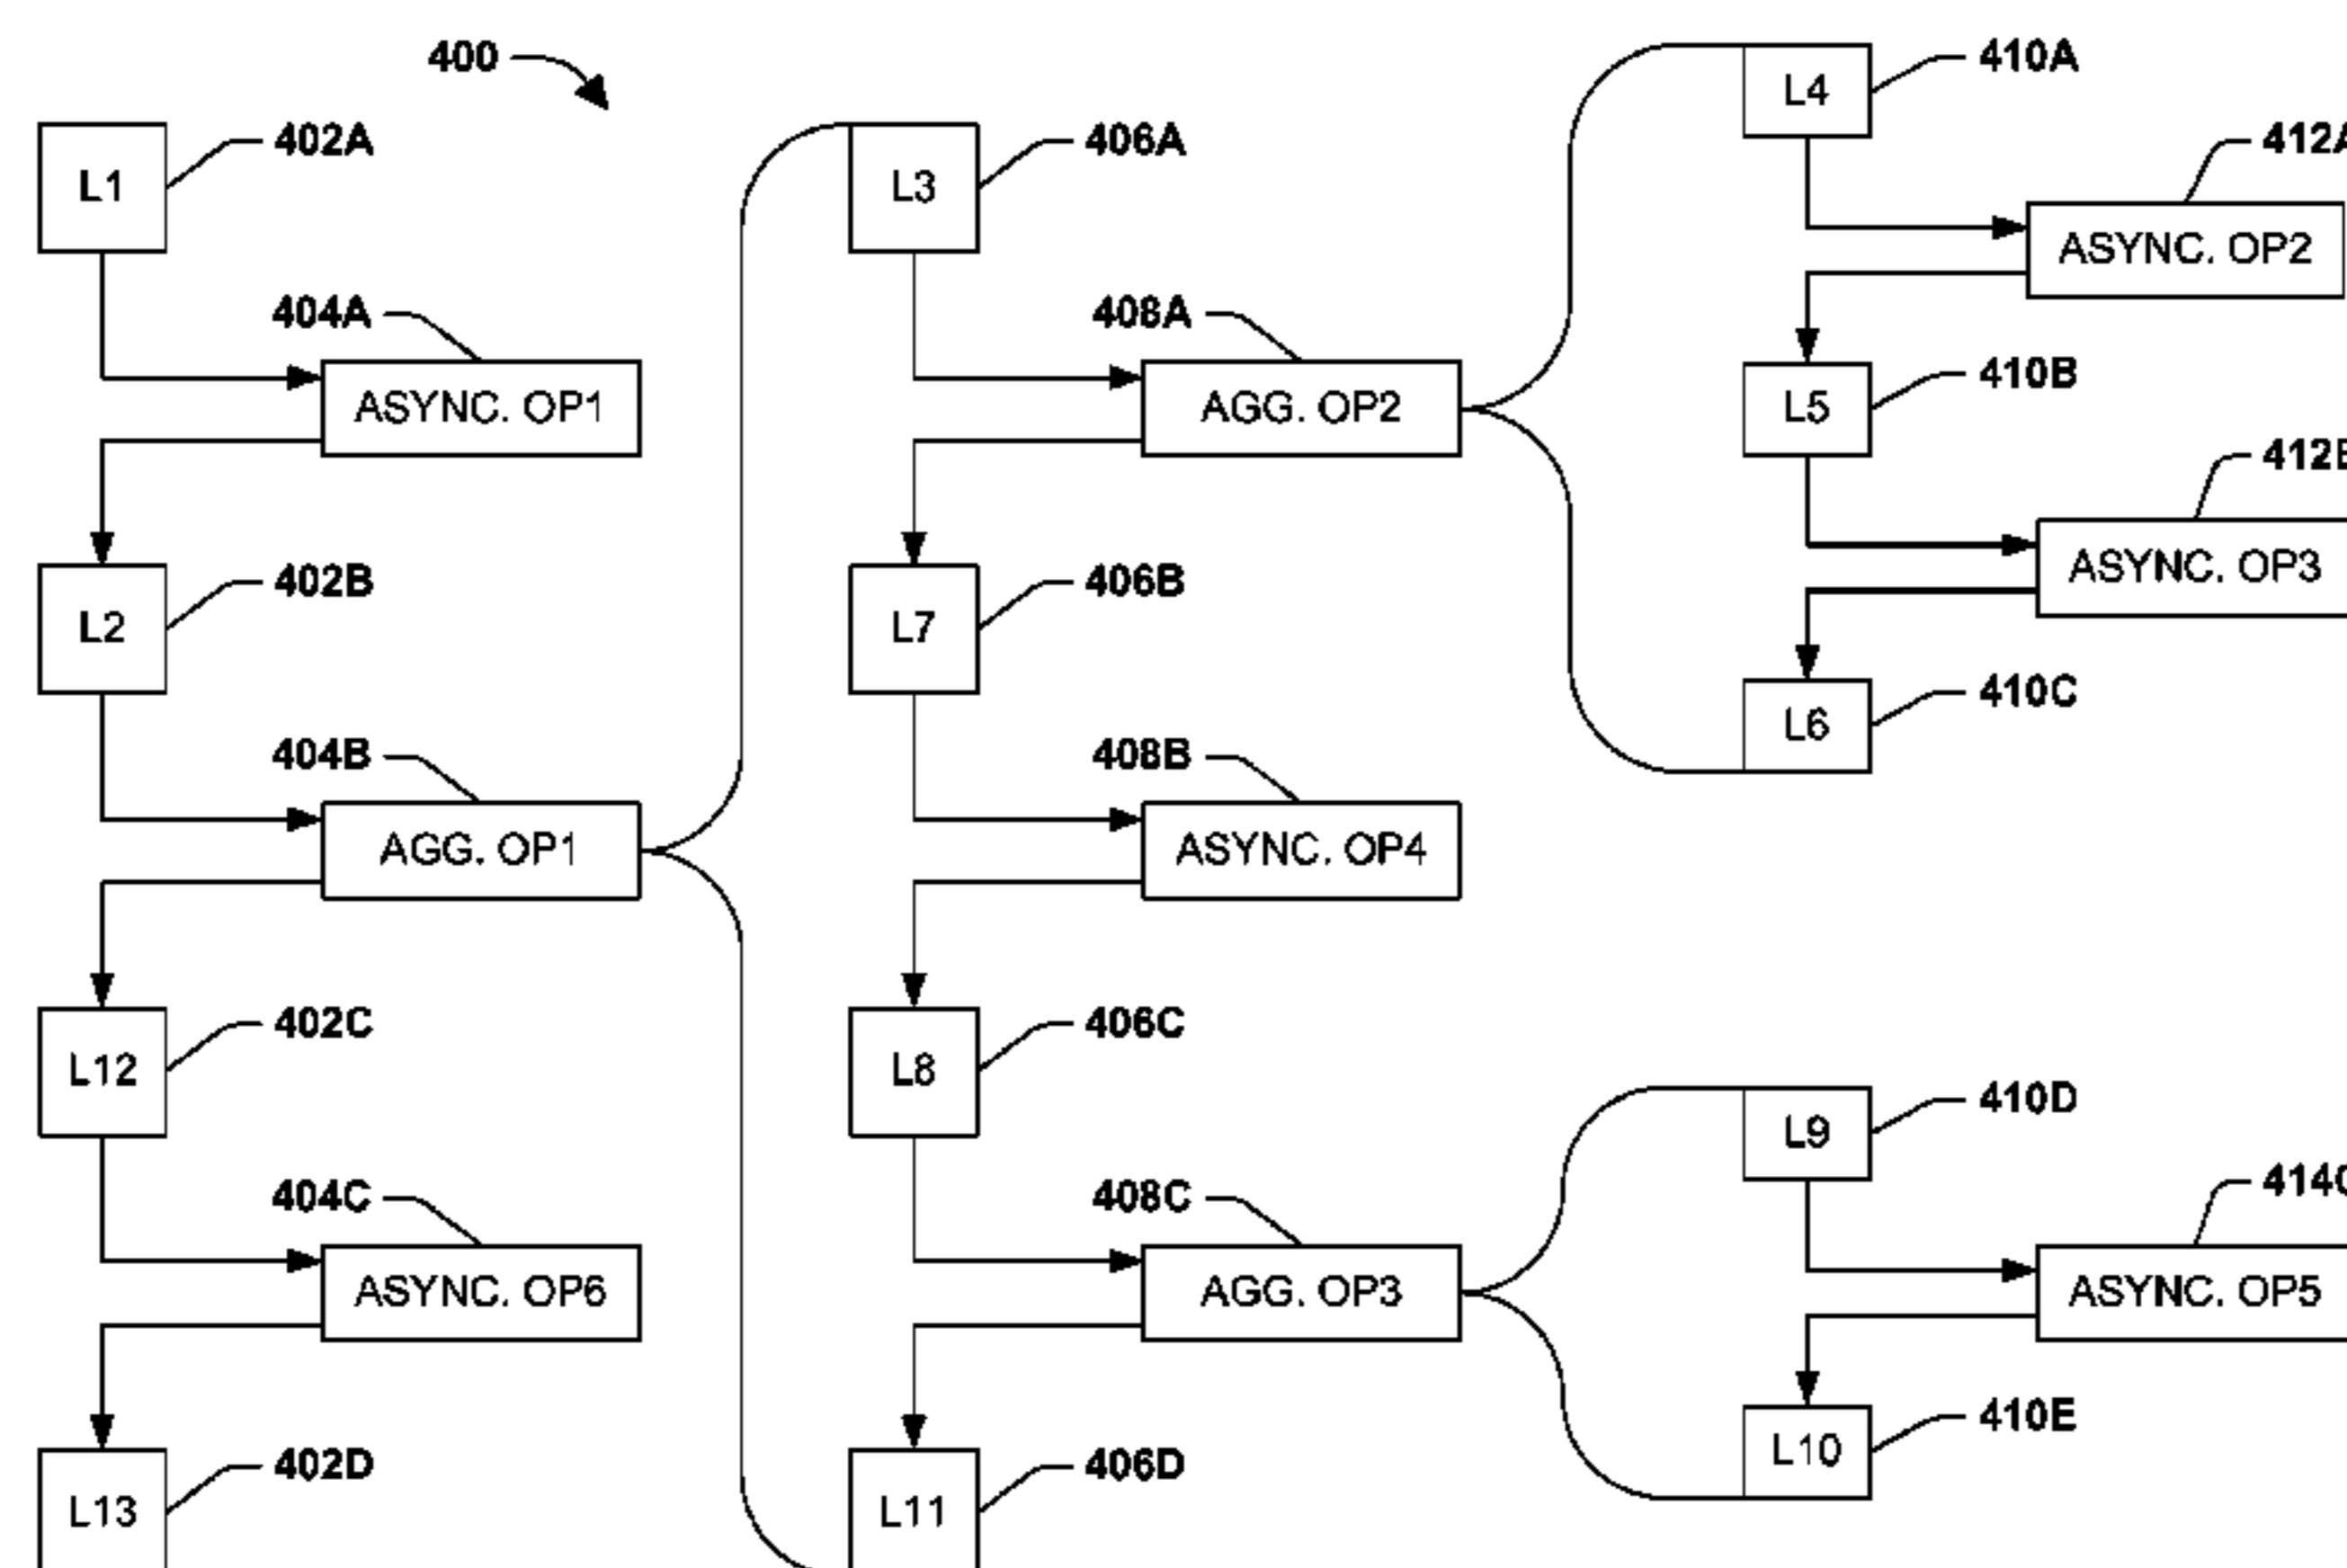 400
L1
402A
404A
ASYNC. OP1
L2
402B
404B
AGG. OP1
L12
402C
404C
ASYNC. OP6
L13
402D
L3
406A
408A
AGG. OP2
L7
406B
408B
ASYNC. OP4
L8
406C
408C
AGG. OP3
L11
406D
L4
410A
412A
ASYNC. OP2
L5
410B
412B
ASYNC. OP3
L6
410C
L9
410D
414C
ASYNC. OP5
L10
410E